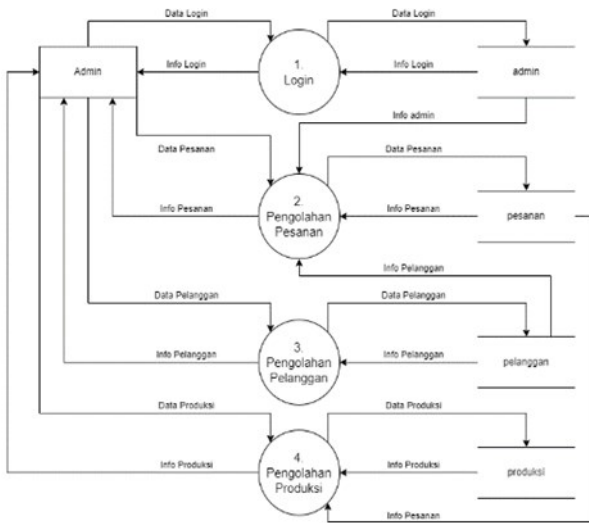 Data Login
Data Login
Admin
Info Login
1.
Login
Info Login
admin
Info admin
Data Pesanan
Data Pesanan
Info Pesanan
2.
Pengolahan
Pesanan
Info Pesanan
pesanan
Info Pelanggan
Data Pelanggan
Data Pelanggan
Info Pelanggan
3.
Pengolahan
Pelanggan
Info Pelanggan
pelanggan
Data Produksi
Data Produksi
Info Produksi
4.
Pengolahan
Produksi
Info Produksi
produksi
Info Pesanan